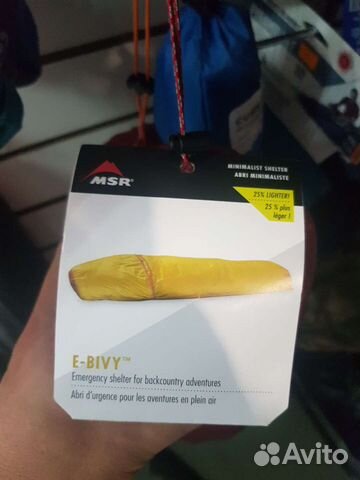 MSR®
MINIMALIST SHELTER
ABRI MINIMALISTE
25% LIGHTER!
25 % plus
léger !
E-BIVY™
Emergency shelter for backcountry adventures
Abri d'urgence pour les aventures en plein air
Avito